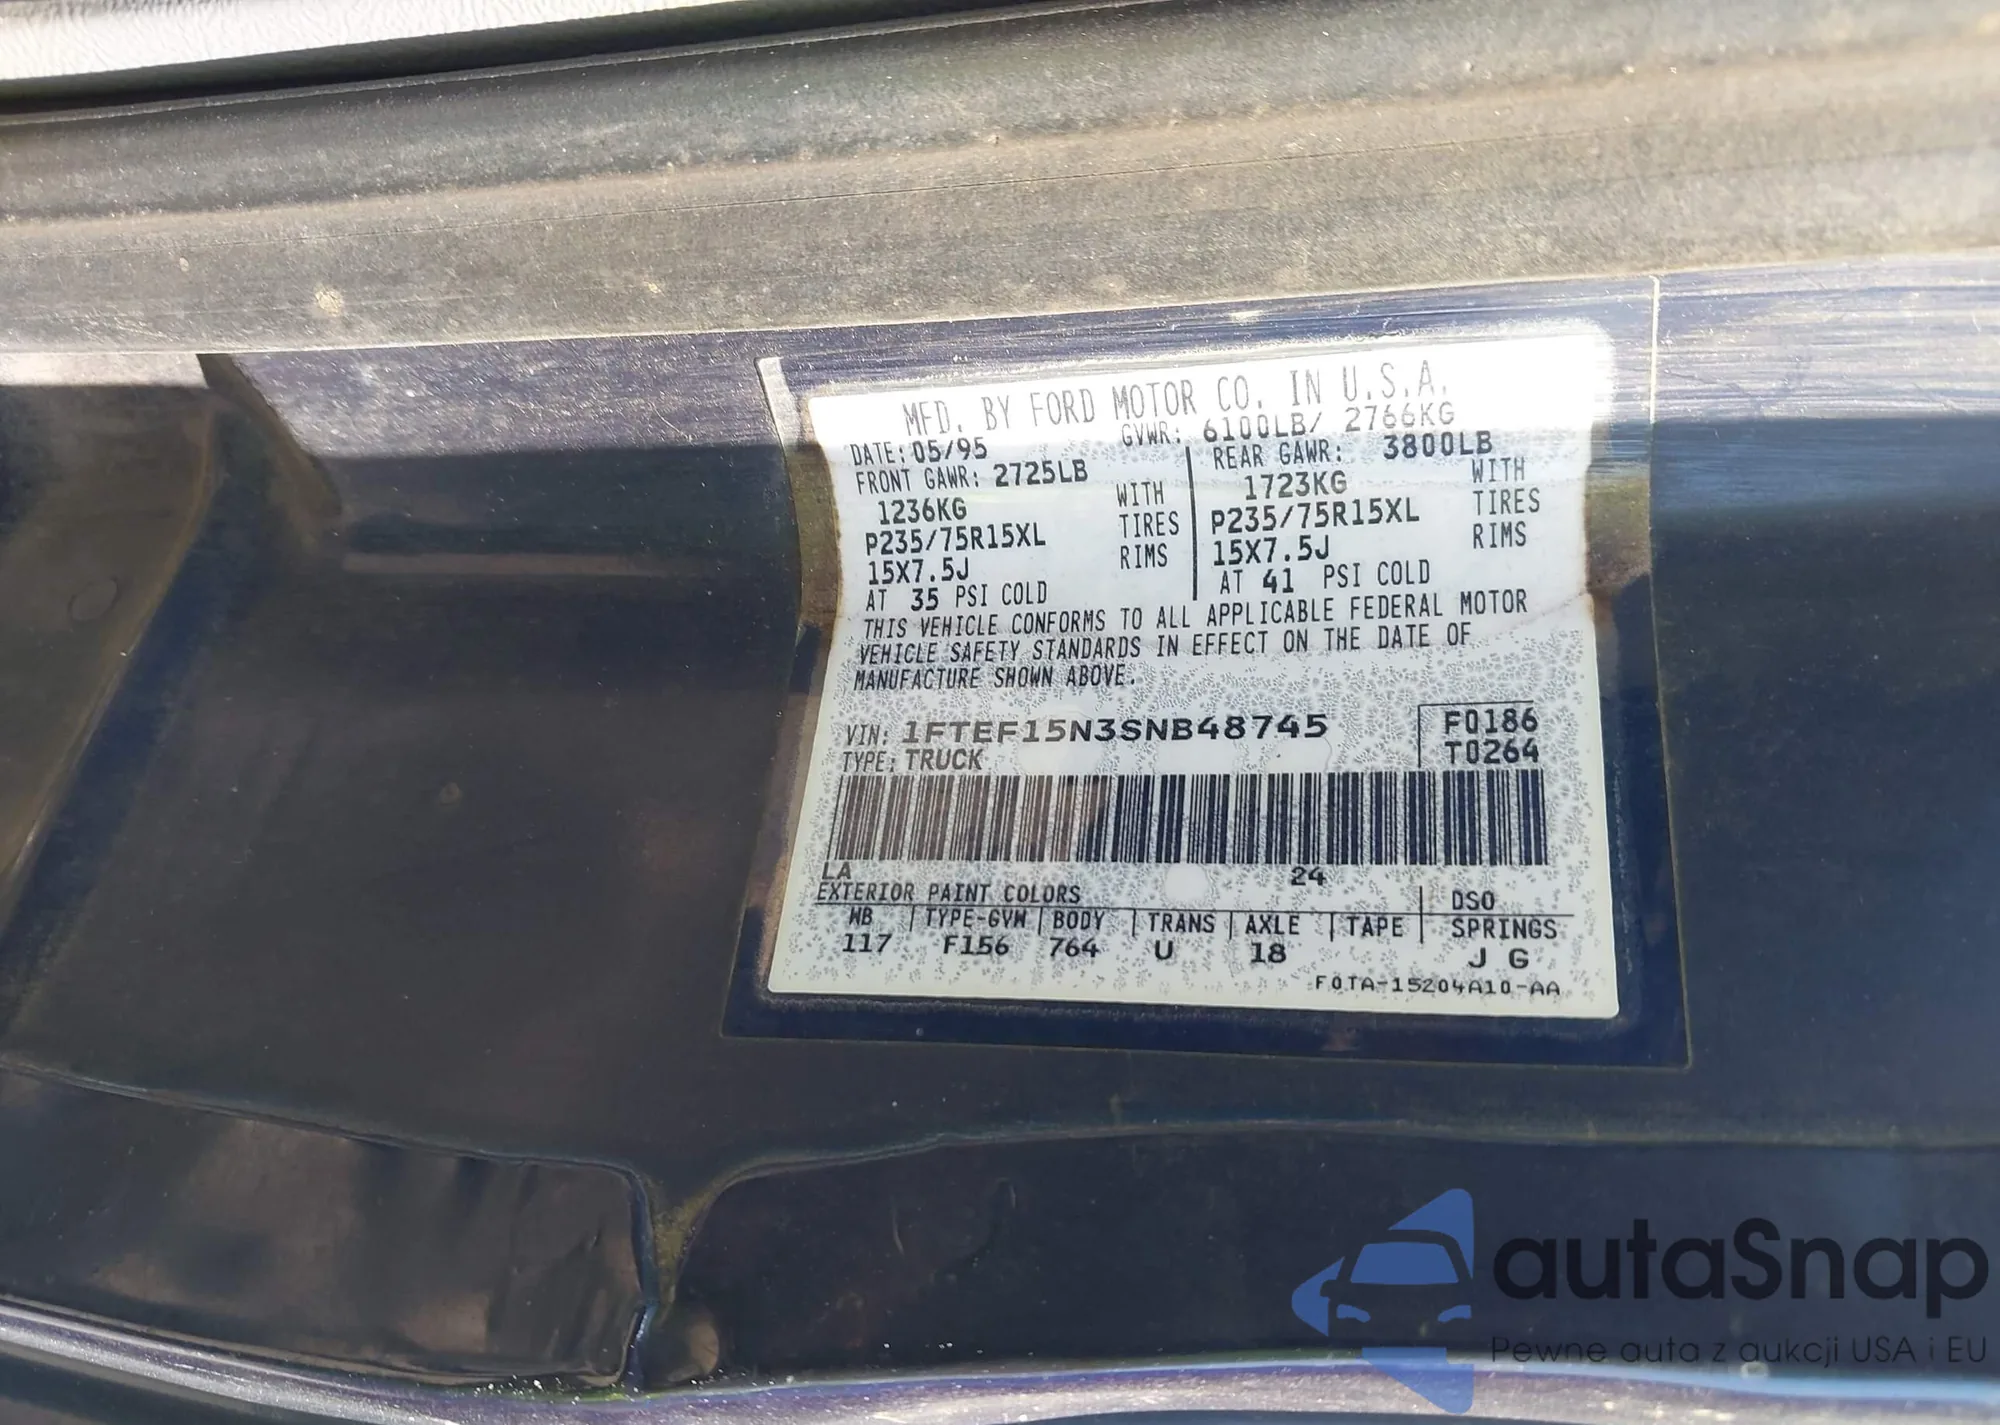 MFD. BY FORD MOTOR CO. IN U.S.A.
DATE: 05/95 GVWR: 6100LB/ 2766KG
FRONT GAWR: 2725LB REAR GAWR: 3800LB
1236KG WITH 1723KG WITH
P235/75R15XL TIRES P235/75R15XL TIRES
15X7.5J RIMS 15X7.5J RIMS
AT 35 PSI COLD AT 41 PSI COLD
THIS VEHICLE CONFORMS TO ALL APPLICABLE FEDERAL MOTOR
VEHICLE SAFETY STANDARDS IN EFFECT ON THE DATE OF
MANUFACTURE SHOWN ABOVE.
VIN: 1FTEF15N3SNB48745 F0186
TYPE: TRUCK T0264
LA 24
EXTERIOR PAINT COLORS DSO
WB TYPE-GVW BODY TRANS AXLE TAPE SPRINGS
117 F156 764 U 18 J G
F0TA-15204A10-AA
autaSnap
Pewne auta z aukcji USA i EU